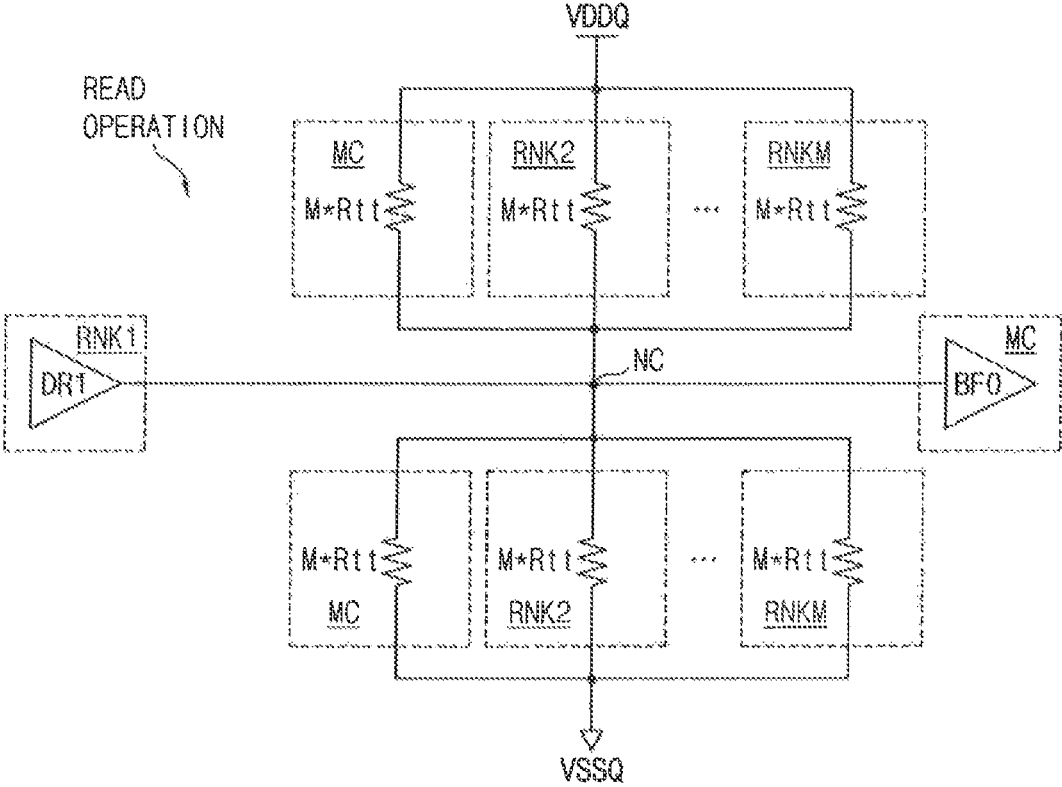 VDDQ
READ
OPERATION
MC
RNK2
RNKM
M*Rtt
M*Rtt
...
M*Rtt
RNK1
DR1
NC
MC
BF0
M*Rtt
M*Rtt
...
M*Rtt
MC
RNK2
RNKM
VSSQ